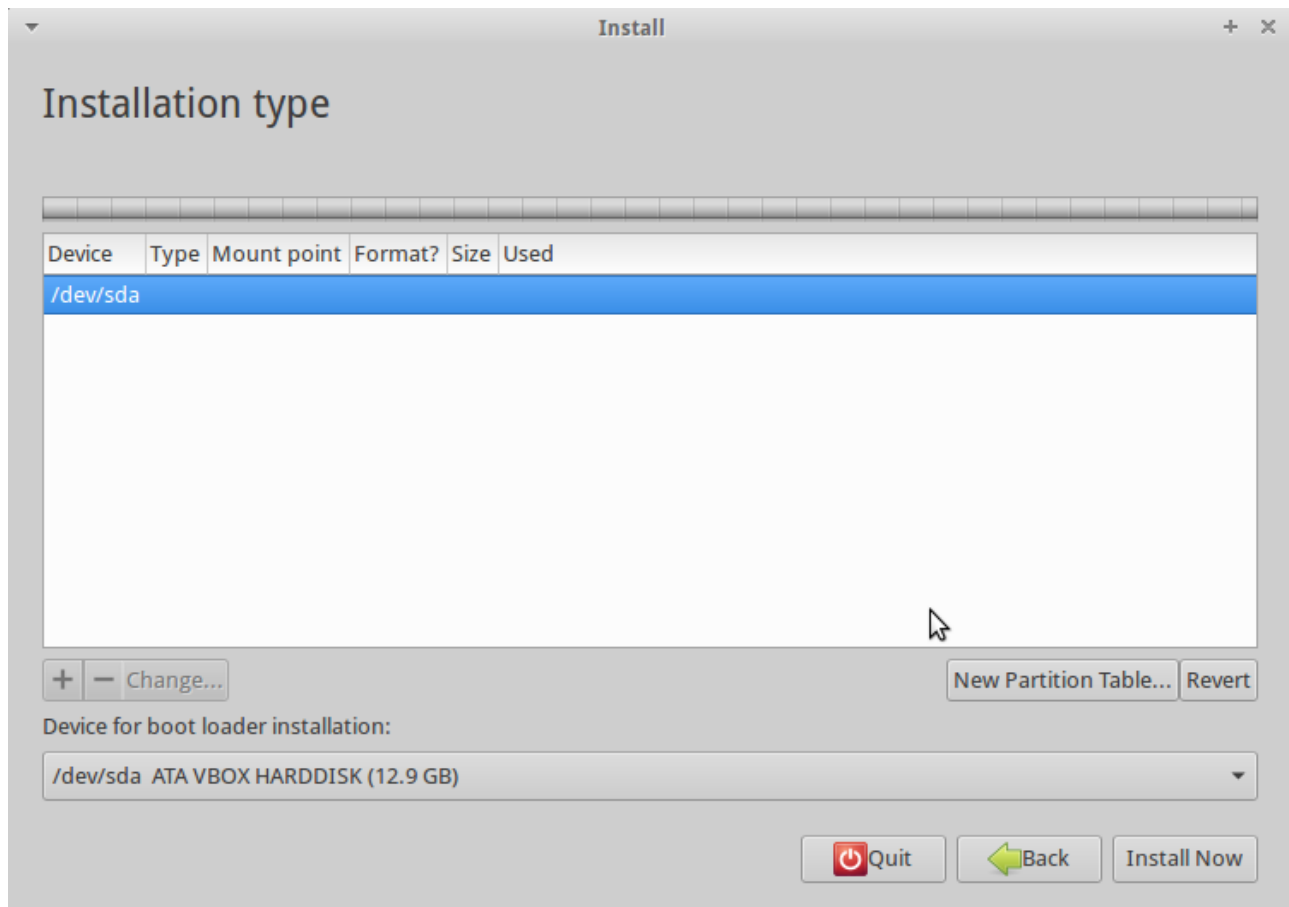 Install
Installation type
Device Type Mount point Format? Size Used
/dev/sda
+ − Change... New Partition Table... Revert
Device for boot loader installation:
/dev/sda ATA VBOX HARDDISK (12.9 GB)
Quit Back Install Now